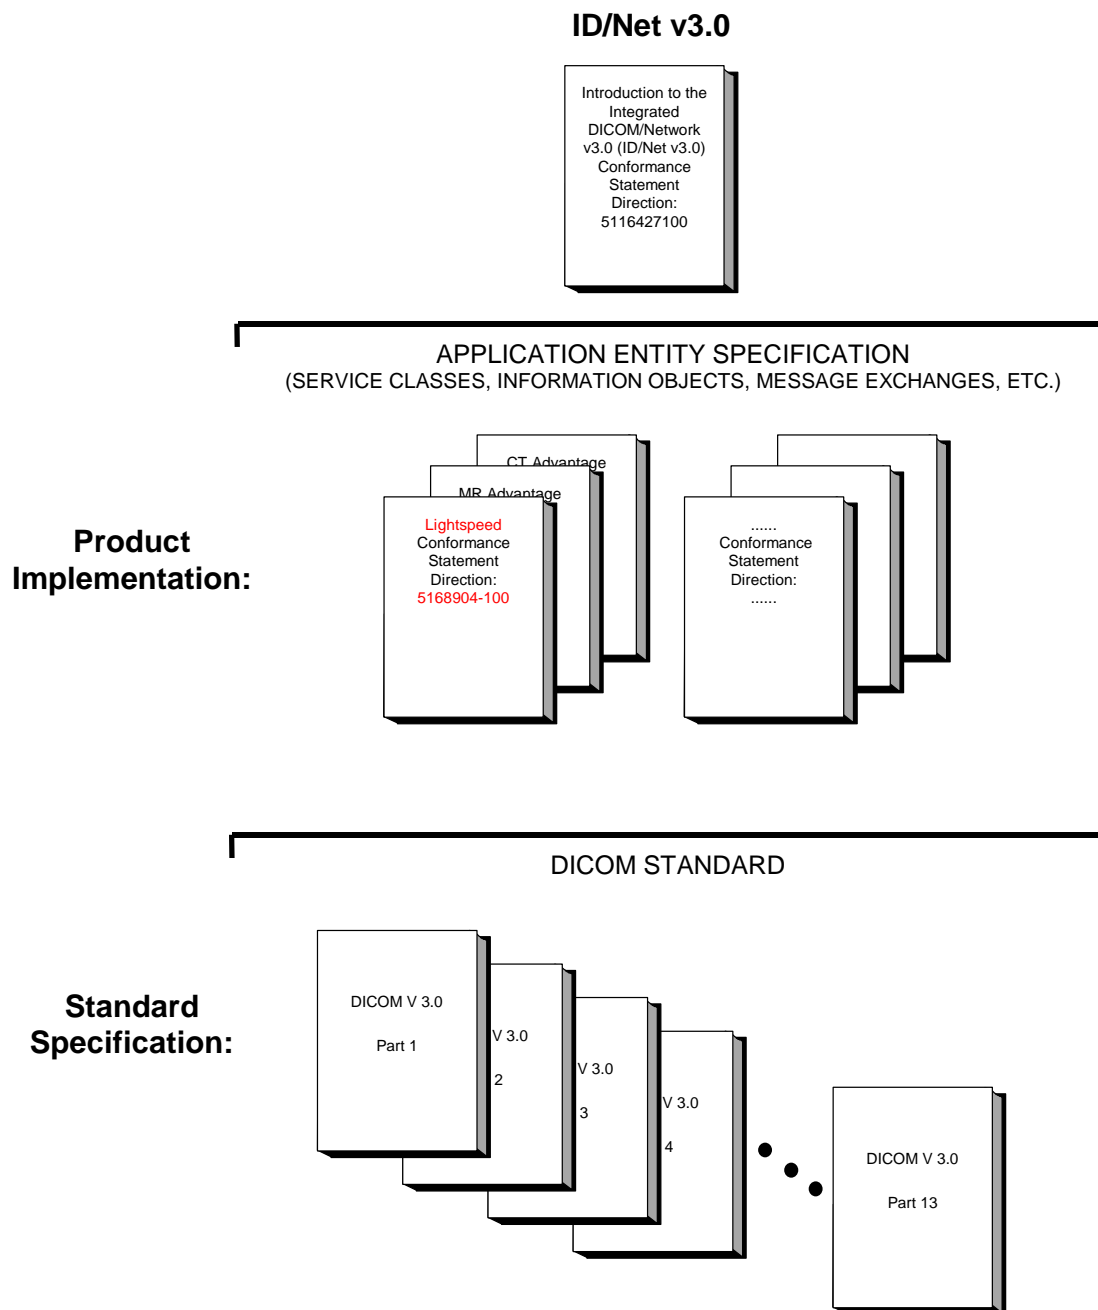 ID/Net v3.0
Introduction to the
Integrated
DICOM/Network
v3.0 (ID/Net v3.0)
Conformance
Statement
Direction:
5116427100
APPLICATION ENTITY SPECIFICATION
(SERVICE CLASSES, INFORMATION OBJECTS, MESSAGE EXCHANGES, ETC.)
Product
Implementation:
CT Advantage
MR Advantage
Lightspeed
Conformance
Statement
Direction:
5168904-100
......
Conformance
Statement
Direction:
......
DICOM STANDARD
Standard
Specification:
DICOM V 3.0
Part 1
V 3.0
2
V 3.0
3
V 3.0
4
DICOM V 3.0
Part 13